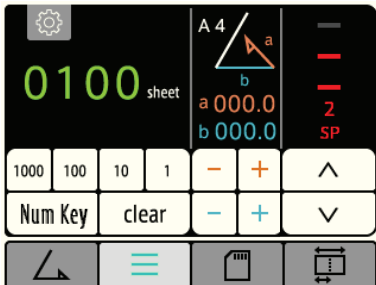 A 4
a
b
0100 sheet
a 000.0
b 000.0
2
SP
1000 100 10 1 − +
Num Key clear − +